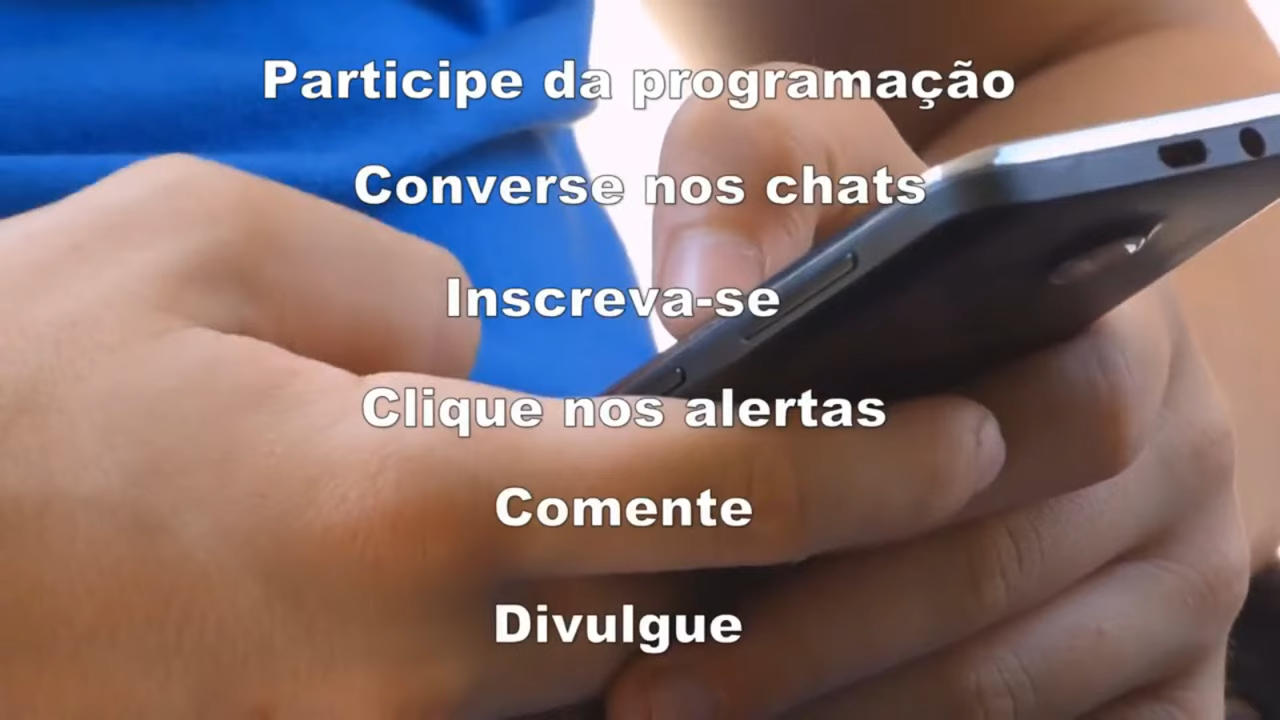 Participe da programação
Converse nos chats
Inscreva-se
Clique nos alertas
Comente
Divulgue